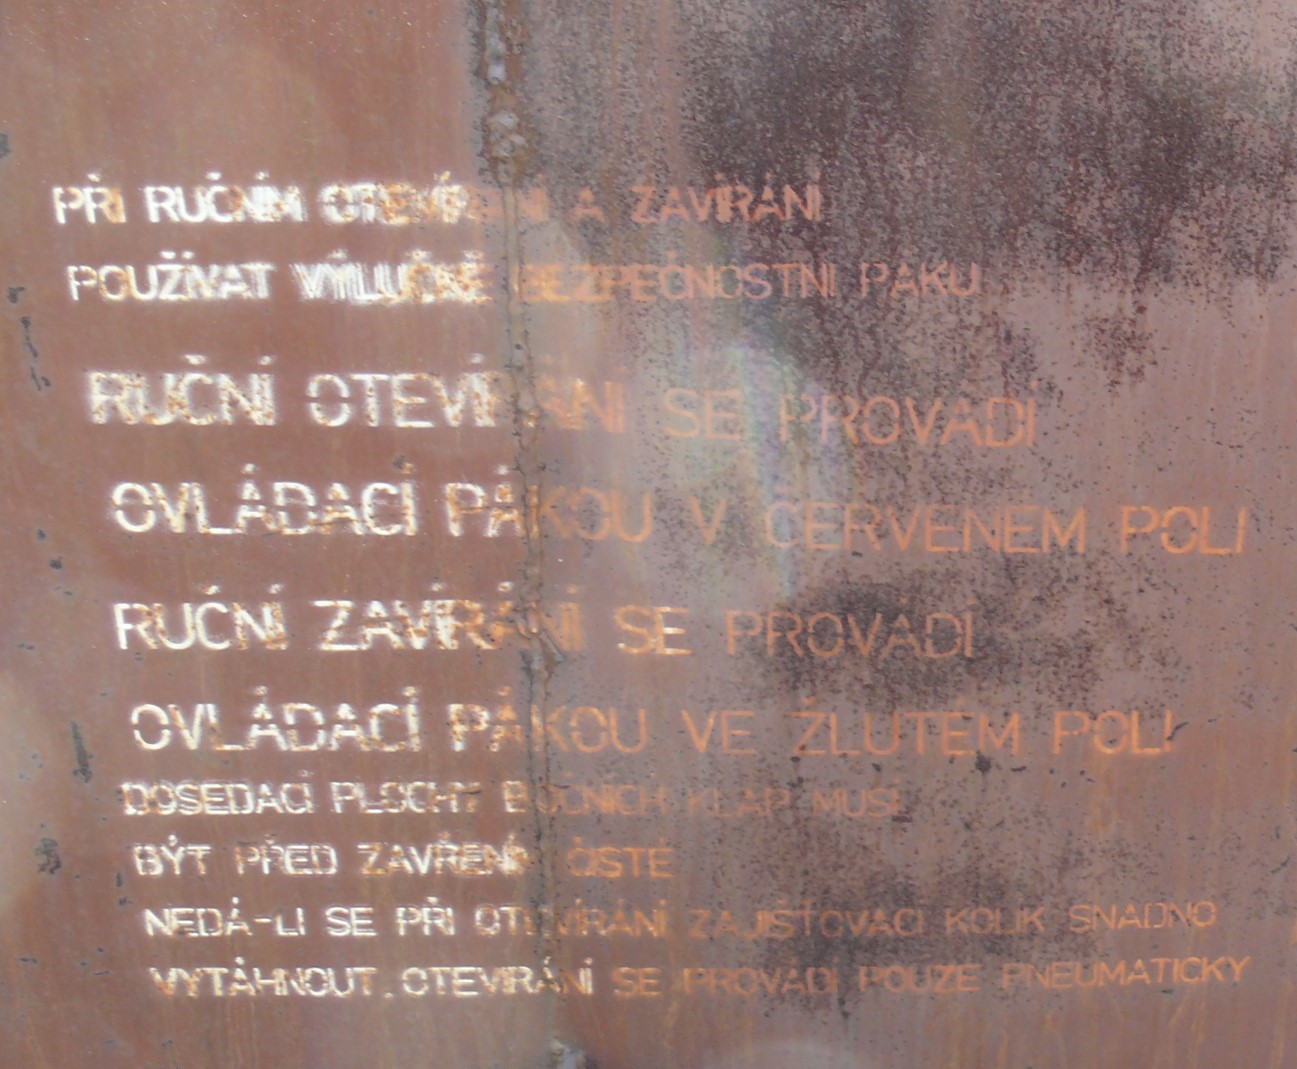 PŘI RUČNÍM OTEVÍRÁNÍ A ZAVÍRÁNÍ
POUŽÍVAT VÝLUČNĚ BEZPEČNOSTNÍ PÁKU
RUČNÍ OTEVÍRÁNÍ SE PROVÁDÍ
OVLÁDACÍ PÁKOU V ČERVENÉM POLI
RUČNÍ ZAVÍRÁNÍ SE PROVÁDÍ
OVLÁDACÍ PÁKOU VE ŽLUTÉM POLI
DOSEDACÍ PLOCHY BOČNÍCH KLAP MUSÍ
BÝT PŘED ZAVŘENÍM ČISTÉ
NEDÁ-LI SE PŘI OTEVÍRÁNÍ ZAJIŠŤOVACÍ KOLÍK SNADNO
VYTÁHNOUT. OTEVÍRÁNÍ SE PROVÁDÍ POUZE PNEUMATICKY